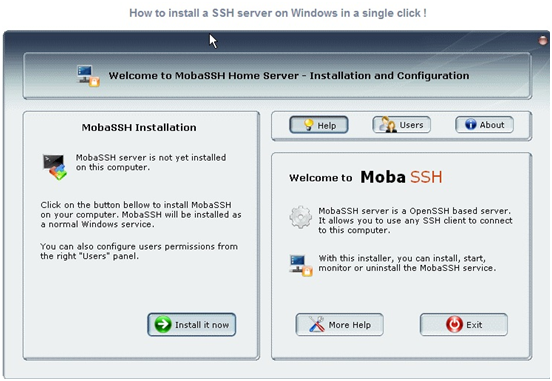 How to install a SSH server on Windows in a single click !
Welcome to MobaSSH Home Server - Installation and Configuration
MobaSSH Installation
MobaSSH server is not yet installed
on this computer.
Click on the button bellow to install MobaSSH
on your computer. MobaSSH will be installed as
a normal Windows service.
You can also configure users permissions from
the right "Users" panel.
Install it now
Help
Users
About
Welcome to Moba SSH
MobaSSH server is a OpenSSH based server.
It allows you to use any SSH client to connect
to this computer.
With this installer, you can install, start,
monitor or uninstall the MobaSSH service.
More Help
Exit